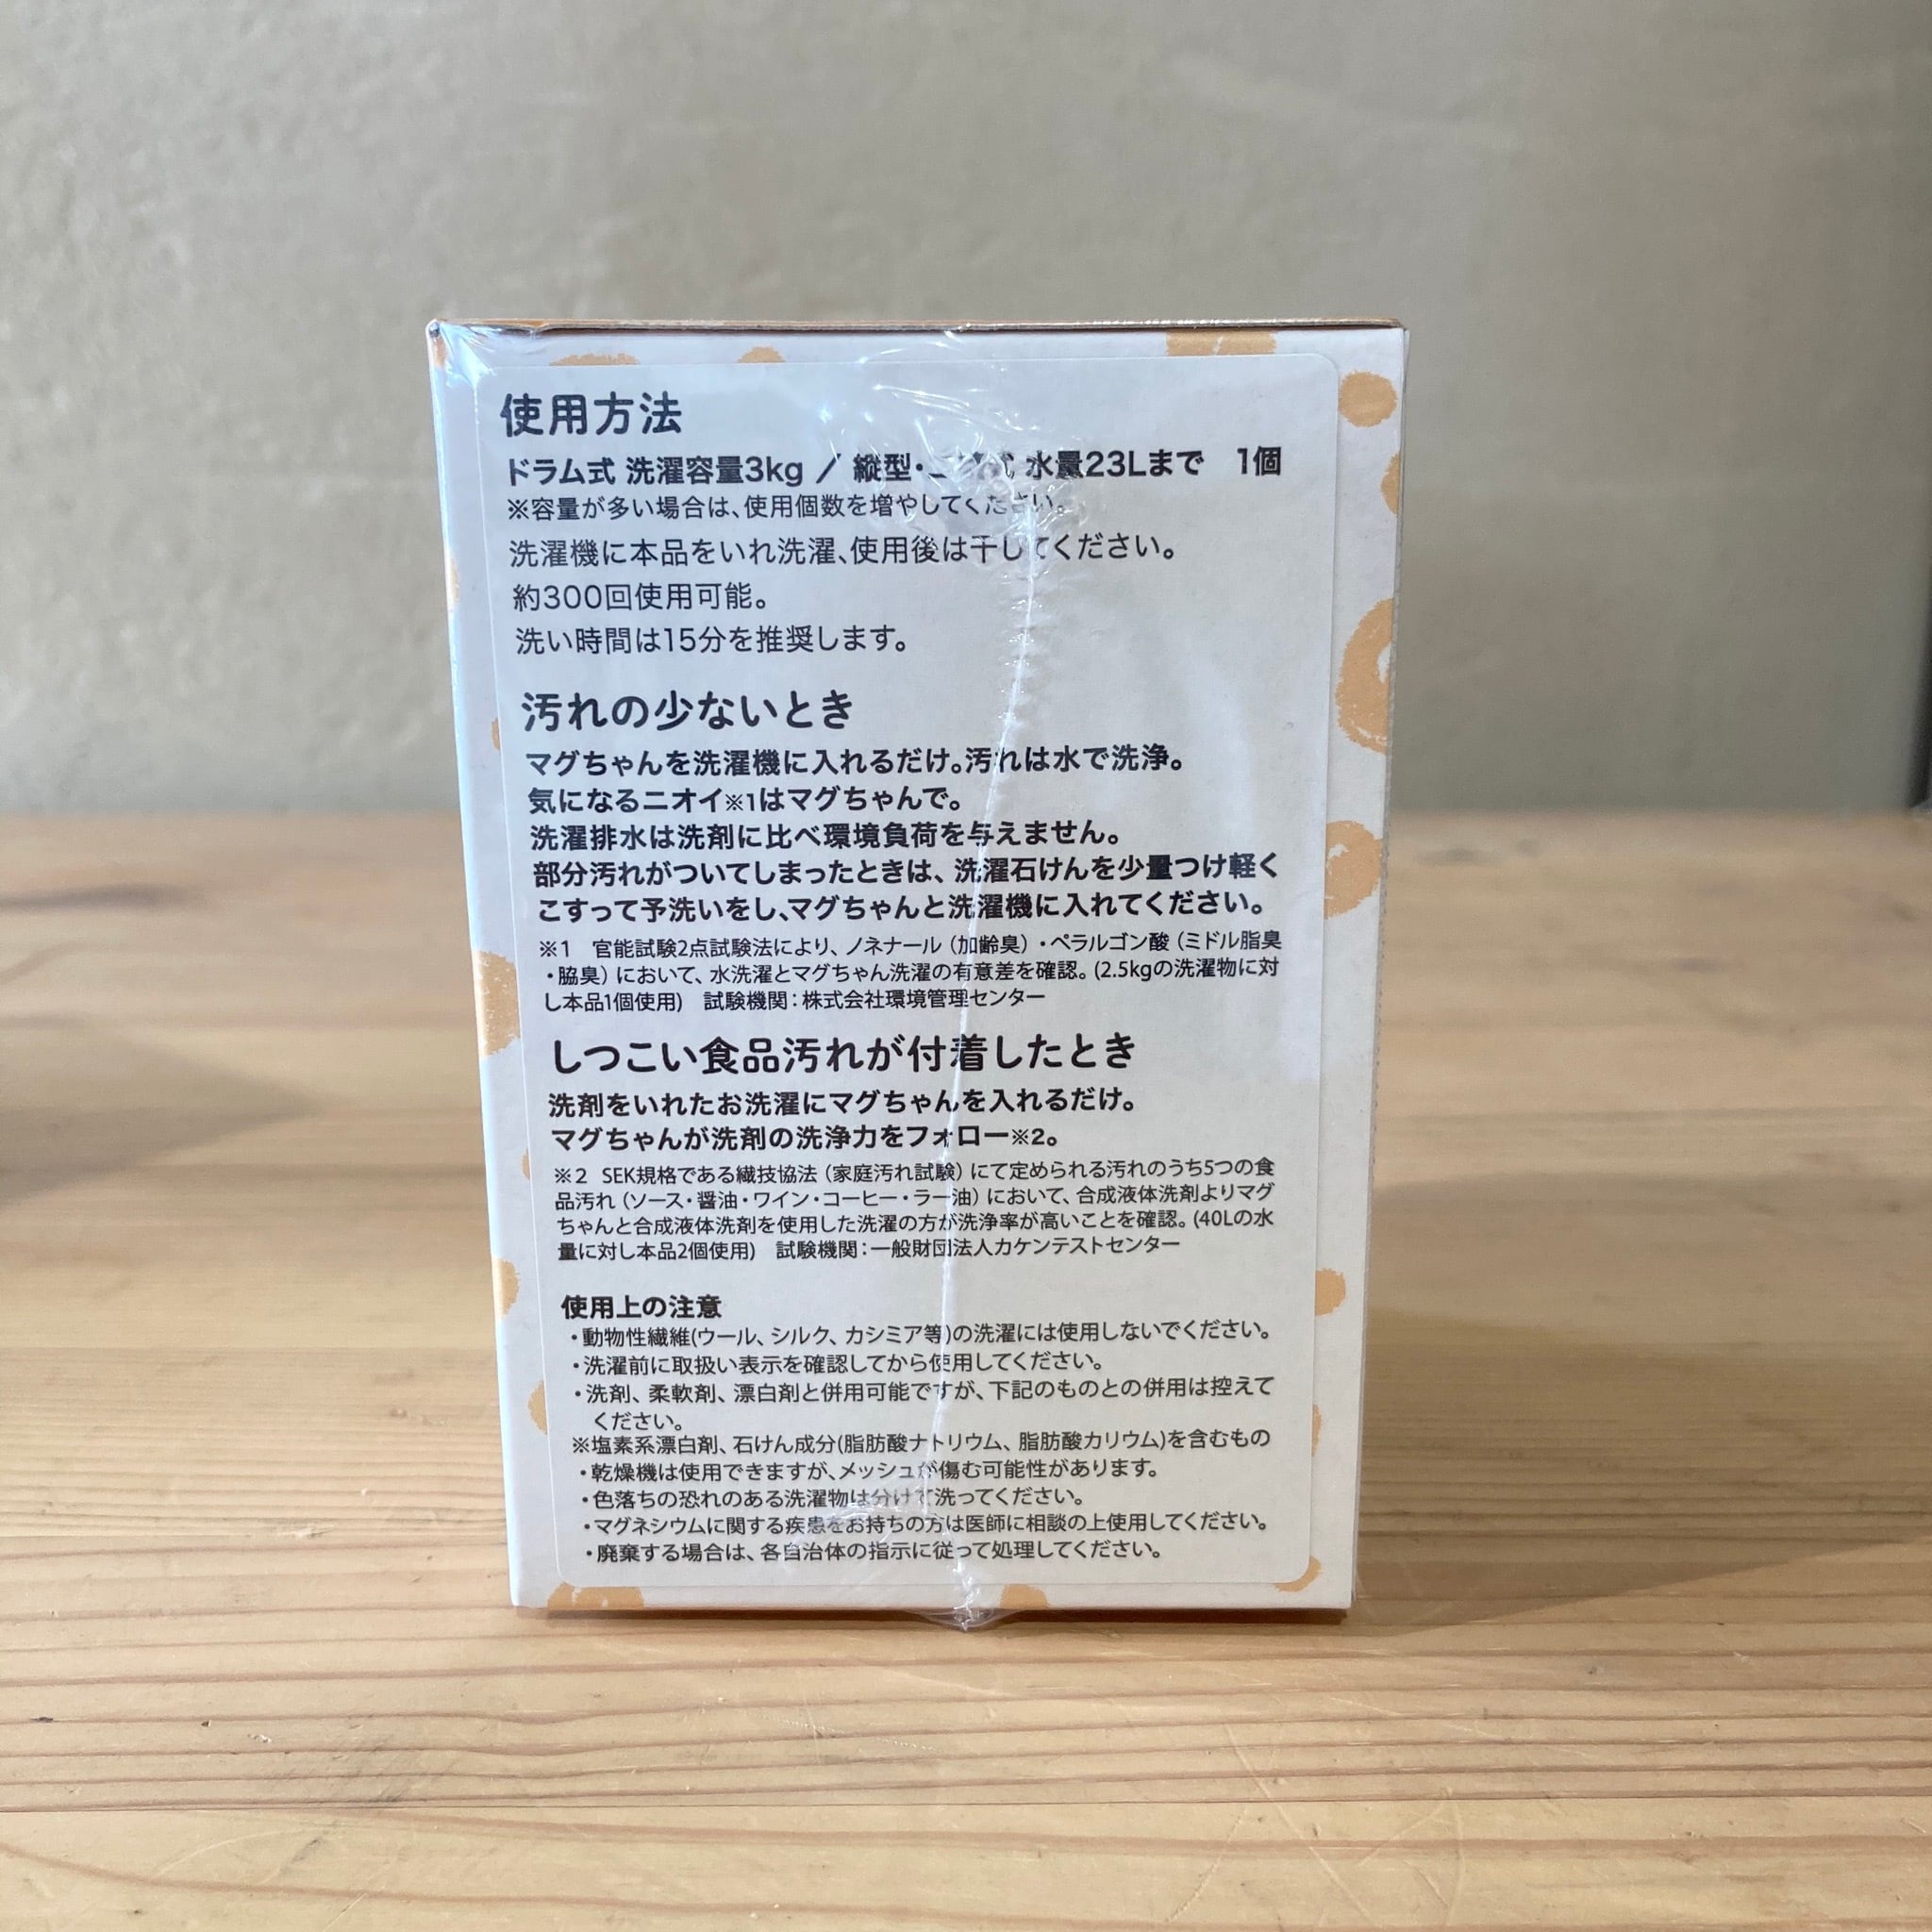 使用方法
ドラム式 洗濯容量3kg ／ 縦型・ 水量23Lまで 1個
※容量が多い場合は、使用個数を増やしてください。
洗濯機に本品をいれ洗濯、使用後は干してください。
約300回使用可能。
洗い時間は15分を推奨します。
汚れの少ないとき
マグちゃんを洗濯機に入れるだけ。汚れは水で洗浄。
気になるニオイ※1はマグちゃんで。
洗濯排水は洗剤に比べ環境負荷を与えません。
部分汚れがついてしまったときは、洗濯石けんを少量つけ軽く
こすって予洗いをし、マグちゃんと洗濯機に入れてください。
※1 官能試験2点試験法により、ノネナール（加齢臭）・ペラルゴン酸（ミドル脂臭
・脇臭）において、水洗濯とマグちゃん洗濯の有意差を確認。(2.5kgの洗濯物に対
し本品1個使用) 試験機関：株式会社環境管理センター
しつこい食品汚れが付着したとき
洗剤をいれたお洗濯にマグちゃんを入れるだけ。
マグちゃんが洗剤の洗浄力をフォロー※2。
※2 SEK規格である繊技協法（家庭汚れ試験）にて定められる汚れのうち5つの食
品汚れ（ソース・醤油・ワイン・コーヒー・ラー油）において、合成液体洗剤よりマグ
ちゃんと合成液体洗剤を使用した洗濯の方が洗浄率が高いことを確認。(40Lの水
量に対し本品2個使用) 試験機関：一般財団法人カケンテストセンター
使用上の注意
・動物性繊維(ウール、シルク、カシミア等)の洗濯には使用しないでください。
・洗濯前に取扱い表示を確認してから使用してください。
・洗剤、柔軟剤、漂白剤と併用可能ですが、下記のものとの併用は控えて
ください。
※塩素系漂白剤、石けん成分(脂肪酸ナトリウム、脂肪酸カリウム)を含むもの
・乾燥機は使用できますが、メッシュが傷む可能性があります。
・色落ちの恐れのある洗濯物は分けて洗ってください。
・マグネシウムに関する疾患をお持ちの方は医師に相談の上使用してください。
・廃棄する場合は、各自治体の指示に従って処理してください。